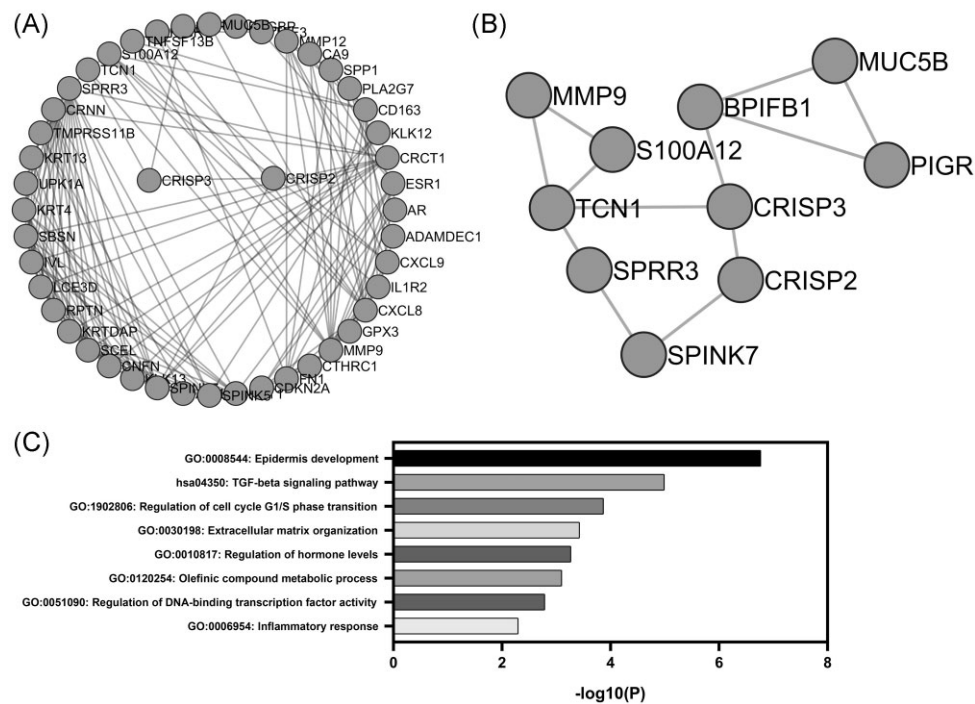 (A)
MUC5B
MMP12
TNFSF13B
CA9
S100A12
SPP1
TCN1
PLA2G7
SPRR3
CD163
CRNN
KLK12
TMPRSS11B
CRCT1
KRT13
CRISP3
CRISP2
ESR1
UPK1A
AR
KRT4
ADAMDEC1
SBSN
CXCL9
IVL
IL1R2
LCE3D
CXCL8
RPTN
GPX3
KRTDAP
MMP9
SCEL
CTHRC1
CNFN
FN1
KLK13
CDKN2A
SPINK5
(B)
MUC5B
MMP9
BPIFB1
S100A12
PIGR
TCN1
CRISP3
SPRR3
CRISP2
SPINK7
(C)
GO:0008544: Epidermis development
hsa04350: TGF-beta signaling pathway
GO:1902806: Regulation of cell cycle G1/S phase transition
GO:0030198: Extracellular matrix organization
GO:0010817: Regulation of hormone levels
GO:0120254: Olefinic compound metabolic process
GO:0051090: Regulation of DNA-binding transcription factor activity
GO:0006954: Inflammatory response
0 2 4 6 8
-log10(P)